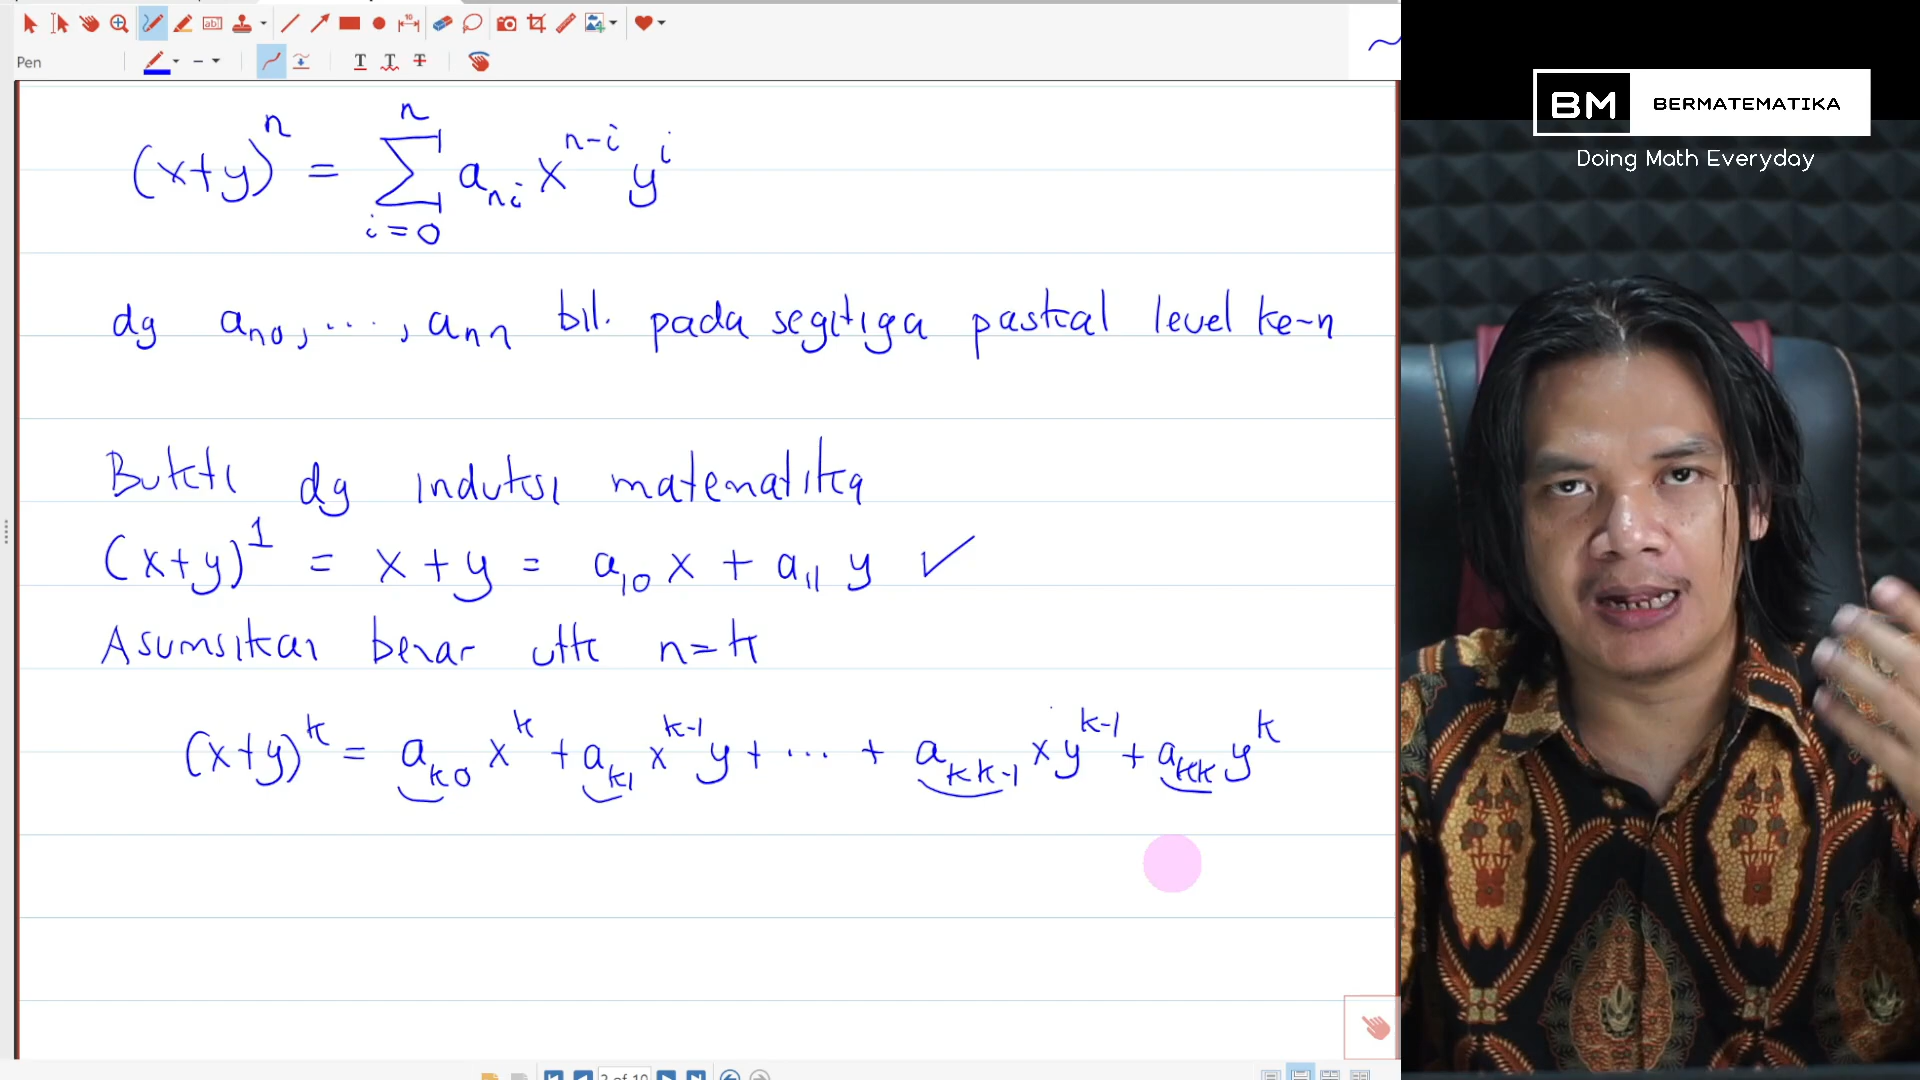 Pen
(x+y)^n = \sum_{i=0}^{n} a_{ni} x^{n-i} y^i
dg a_{n0}, ..., a_{nn} bil. pada segitiga paskal level ke-n
Bukti dg induksi matematika
(x+y)^1 = x + y = a_{10} x + a_{11} y ✓
Asumsikan benar utk n=k
(x+y)^k = a_{k0} x^k + a_{k1} x^{k-1} y + ... + a_{kk-1} x y^{k-1} + a_{kk} y^k
BM BERMATEMATIKA
Doing Math Everyday